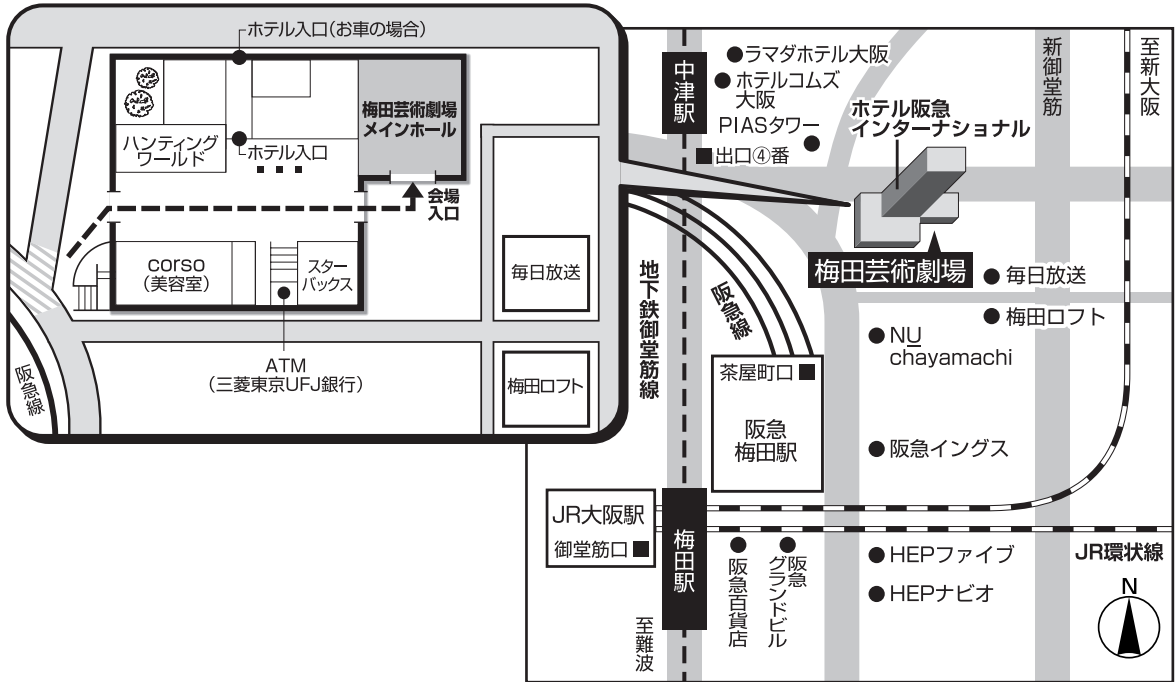 ホテル入口(お車の場合)
梅田芸術劇場
メインホール
ハンティング
ワールド
ホテル入口
会場
入口
corso
(美容室)
スター
バックス
ATM
(三菱東京UFJ銀行)
毎日放送
梅田ロフト
阪急線
中津駅
ラマダホテル大阪
ホテルコムズ
大阪
PIASタワー
出口④番
ホテル阪急
インターナショナル
新御堂筋
至新大阪
梅田芸術劇場
毎日放送
梅田ロフト
地下鉄御堂筋線
阪急線
NU
chayamachi
茶屋町口
阪急
梅田駅
阪急イングス
JR大阪駅
御堂筋口
梅田駅
阪急百貨店
阪急
グランドビル
HEPファイブ
HEPナビオ
JR環状線
至難波
N